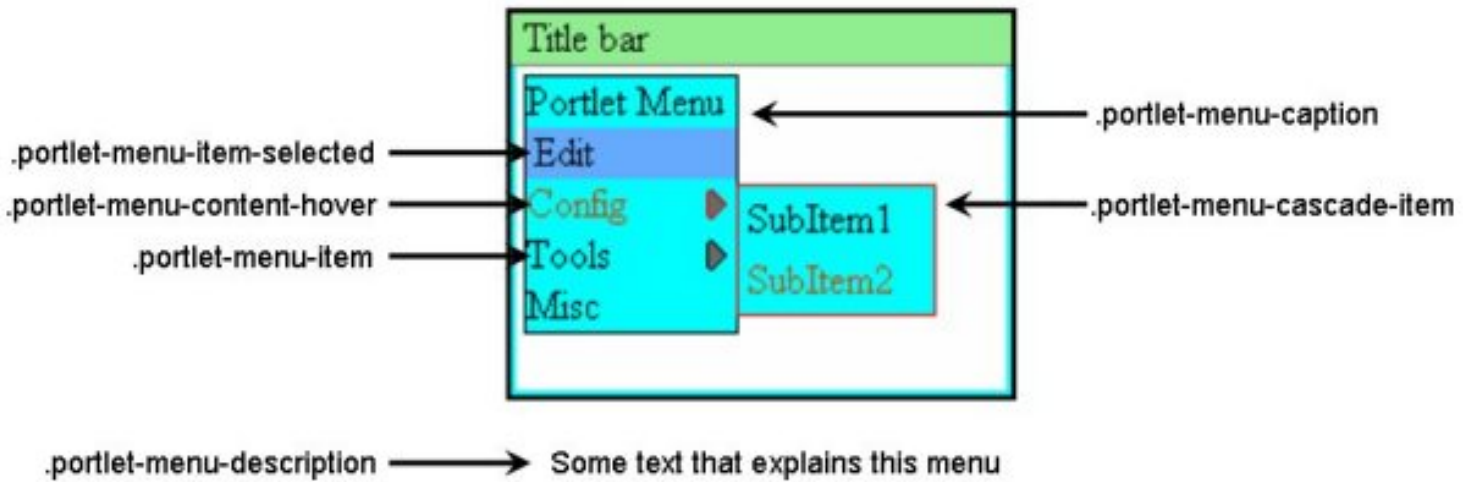 Title bar
Portlet Menu
.portlet-menu-caption
.portlet-menu-item-selected
Edit
.portlet-menu-content-hover
Config
SubItem1
.portlet-menu-cascade-item
.portlet-menu-item
Tools
SubItem2
Misc
.portlet-menu-description
Some text that explains this menu